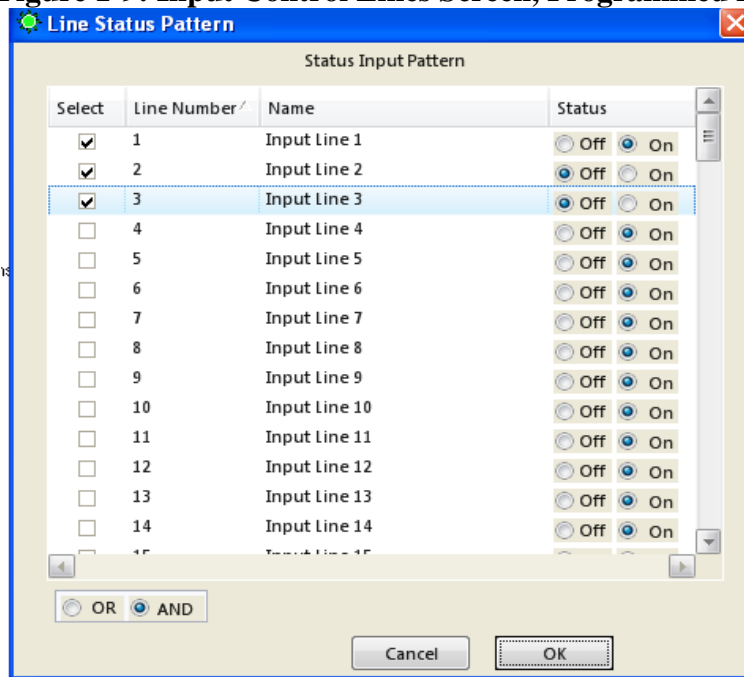 Line Status Pattern
Status Input Pattern
Select Line Number Name Status
1 Input Line 1 Off On
2 Input Line 2 Off On
3 Input Line 3 Off On
4 Input Line 4 Off On
5 Input Line 5 Off On
6 Input Line 6 Off On
7 Input Line 7 Off On
8 Input Line 8 Off On
9 Input Line 9 Off On
10 Input Line 10 Off On
11 Input Line 11 Off On
12 Input Line 12 Off On
13 Input Line 13 Off On
14 Input Line 14 Off On
OR AND
Cancel OK